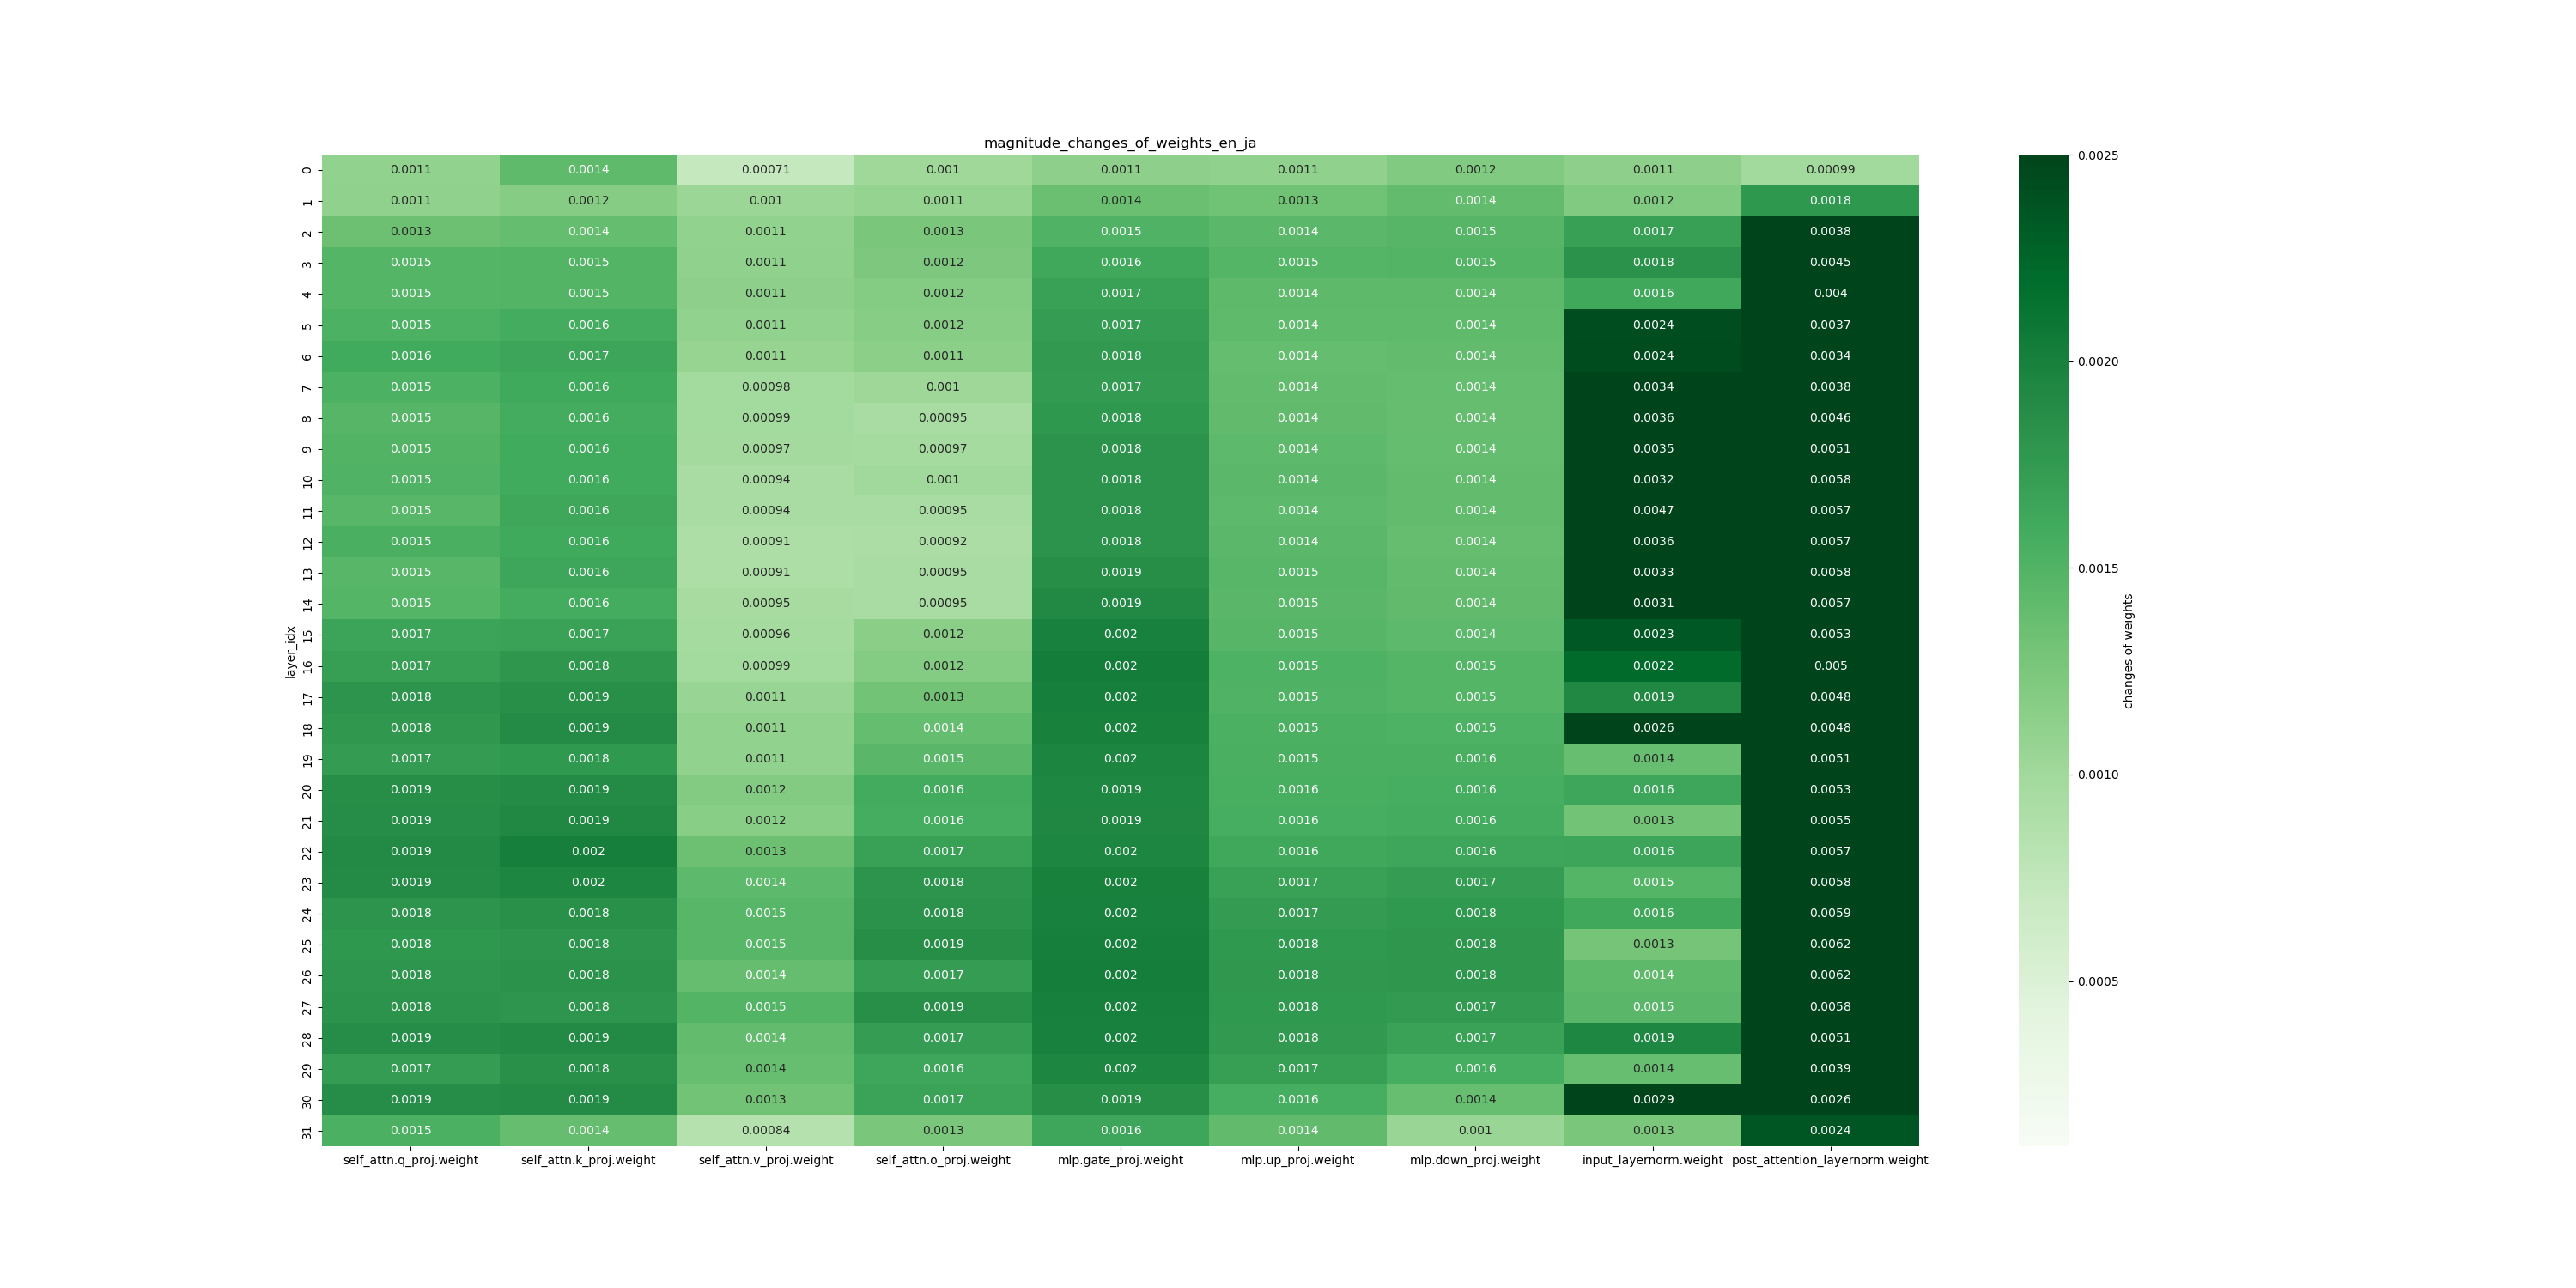 magnitude_changes_of_weights_en_ja
0 0.0011 0.0014 0.00071 0.001 0.0011 0.0011 0.0012 0.0011 0.00099
1 0.0011 0.0012 0.001 0.0011 0.0014 0.0013 0.0014 0.0012 0.0018
2 0.0013 0.0014 0.0011 0.0013 0.0015 0.0014 0.0015 0.0017 0.0038
3 0.0015 0.0015 0.0011 0.0012 0.0016 0.0015 0.0015 0.0018 0.0045
4 0.0015 0.0015 0.0011 0.0012 0.0017 0.0014 0.0014 0.0016 0.004
5 0.0015 0.0016 0.0011 0.0012 0.0017 0.0014 0.0014 0.0024 0.0037
6 0.0016 0.0017 0.0011 0.0011 0.0018 0.0014 0.0014 0.0024 0.0034
7 0.0015 0.0016 0.00098 0.001 0.0017 0.0014 0.0014 0.0034 0.0038
8 0.0015 0.0016 0.00099 0.00095 0.0018 0.0014 0.0014 0.0036 0.0046
9 0.0015 0.0016 0.00097 0.00097 0.0018 0.0014 0.0014 0.0035 0.0051
10 0.0015 0.0016 0.00094 0.001 0.0018 0.0014 0.0014 0.0032 0.0058
11 0.0015 0.0016 0.00094 0.00095 0.0018 0.0014 0.0014 0.0047 0.0057
12 0.0015 0.0016 0.00091 0.00092 0.0018 0.0014 0.0014 0.0036 0.0057
13 0.0015 0.0016 0.00091 0.00095 0.0019 0.0015 0.0014 0.0033 0.0058
14 0.0015 0.0016 0.00095 0.00095 0.0019 0.0015 0.0014 0.0031 0.0057
15 0.0017 0.0017 0.00096 0.0012 0.002 0.0015 0.0014 0.0023 0.0053
16 0.0017 0.0018 0.00099 0.0012 0.002 0.0015 0.0015 0.0022 0.005
17 0.0018 0.0019 0.0011 0.0013 0.002 0.0015 0.0015 0.0019 0.0048
18 0.0018 0.0019 0.0011 0.0014 0.002 0.0015 0.0015 0.0026 0.0048
19 0.0017 0.0018 0.0011 0.0015 0.002 0.0015 0.0016 0.0014 0.0051
20 0.0019 0.0019 0.0012 0.0016 0.0019 0.0016 0.0016 0.0016 0.0053
21 0.0019 0.0019 0.0012 0.0016 0.0019 0.0016 0.0016 0.0013 0.0055
22 0.0019 0.002 0.0013 0.0017 0.002 0.0016 0.0016 0.0016 0.0057
23 0.0019 0.002 0.0014 0.0018 0.002 0.0017 0.0017 0.0015 0.0058
24 0.0018 0.0018 0.0015 0.0018 0.002 0.0017 0.0018 0.0016 0.0059
25 0.0018 0.0018 0.0015 0.0019 0.002 0.0018 0.0018 0.0013 0.0062
26 0.0018 0.0018 0.0014 0.0017 0.002 0.0018 0.0018 0.0014 0.0062
27 0.0018 0.0018 0.0015 0.0019 0.002 0.0018 0.0017 0.0015 0.0058
28 0.0019 0.0019 0.0014 0.0017 0.002 0.0018 0.0017 0.0019 0.0051
29 0.0017 0.0018 0.0014 0.0016 0.002 0.0017 0.0016 0.0014 0.0039
30 0.0019 0.0019 0.0013 0.0017 0.0019 0.0016 0.0014 0.0029 0.0026
31 0.0015 0.0014 0.00084 0.0013 0.0016 0.0014 0.001 0.0013 0.0024
self_attn.q_proj.weight self_attn.k_proj.weight self_attn.v_proj.weight self_attn.o_proj.weight mlp.gate_proj.weight mlp.up_proj.weight mlp.down_proj.weight input_layernorm.weight post_attention_layernorm.weight
layer_idx
0.0025
0.0020
0.0015
0.0010
0.0005
changes of weights